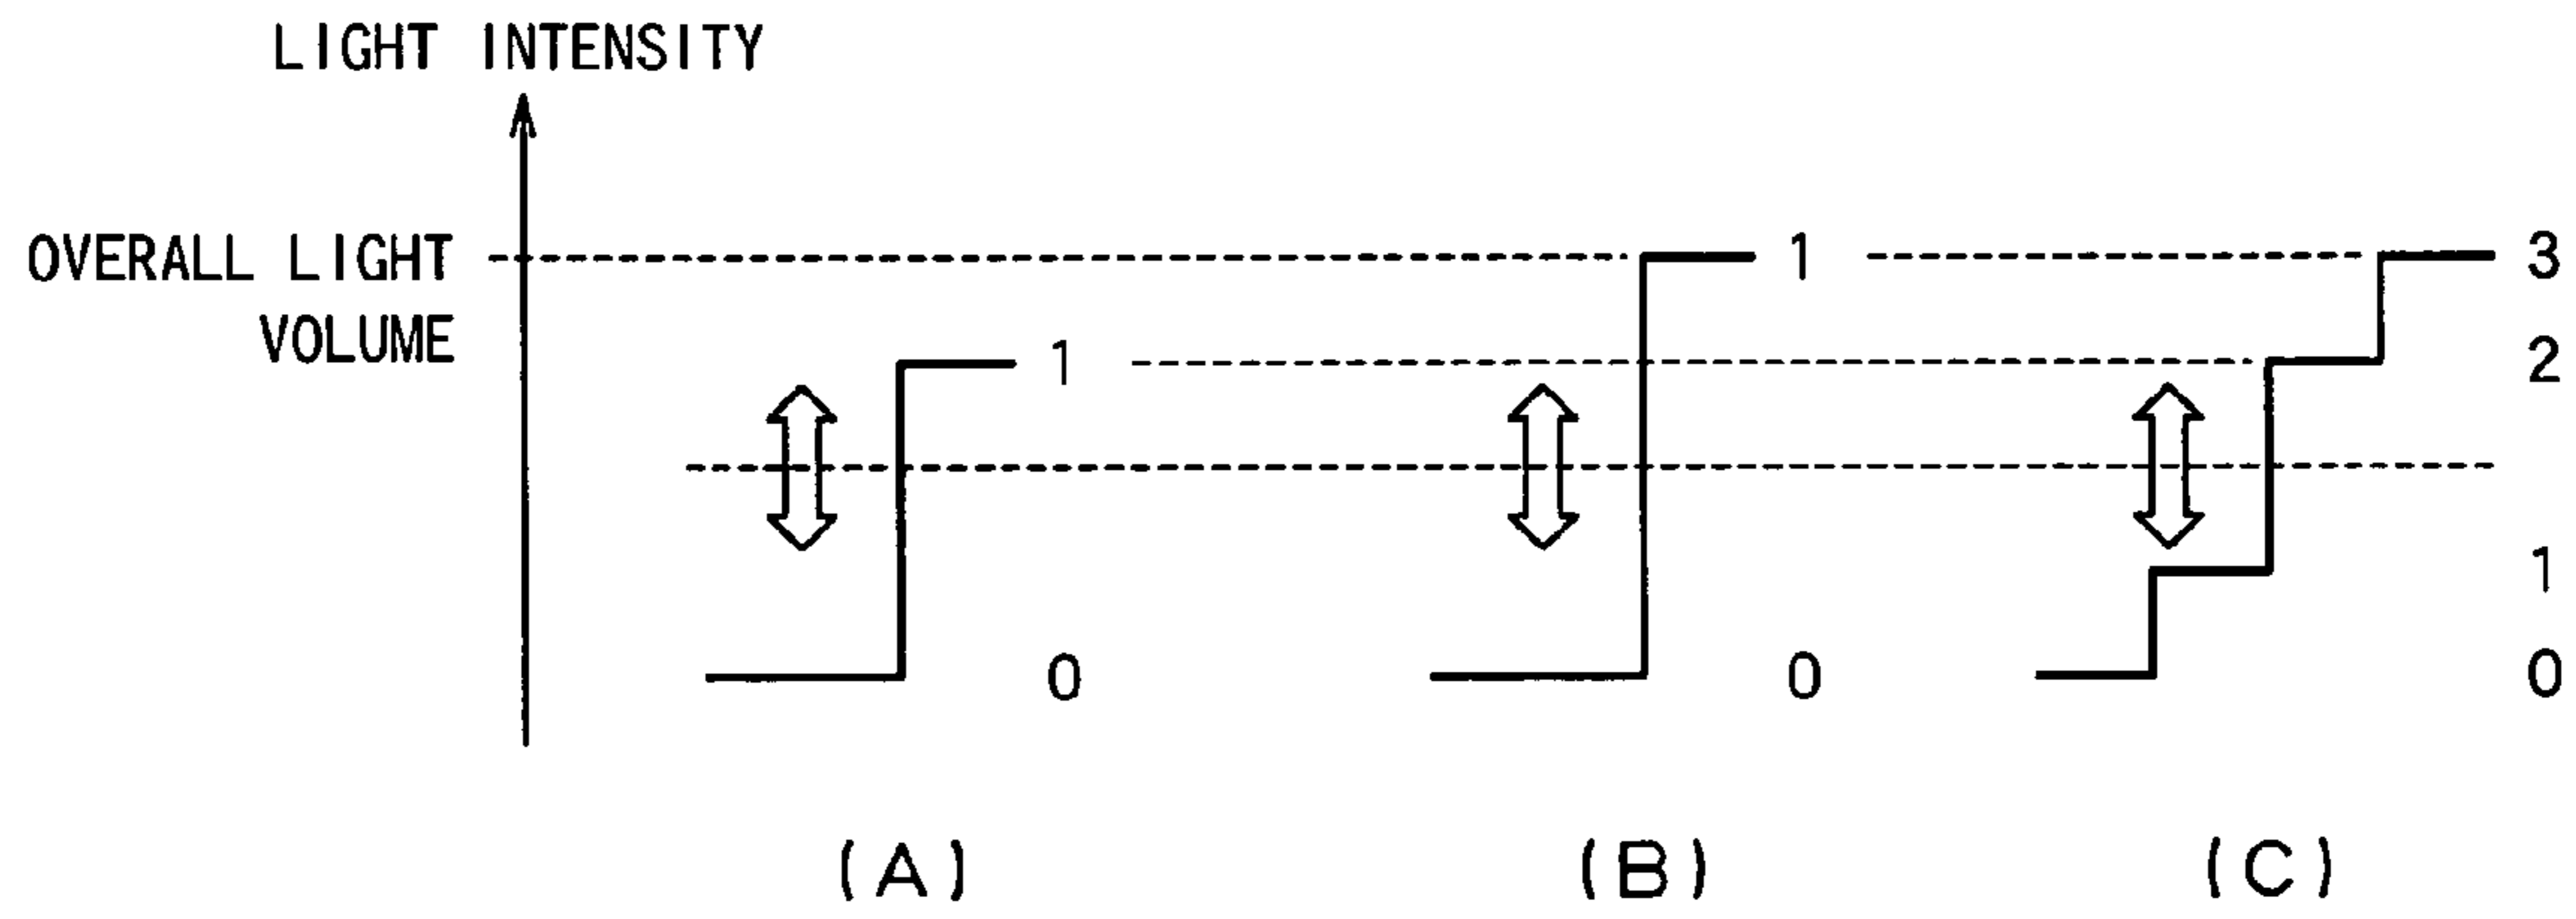 LIGHT INTENSITY
OVERALL LIGHT
VOLUME
1
3
1
2
1
0
0
0
(A)
(B)
(C)